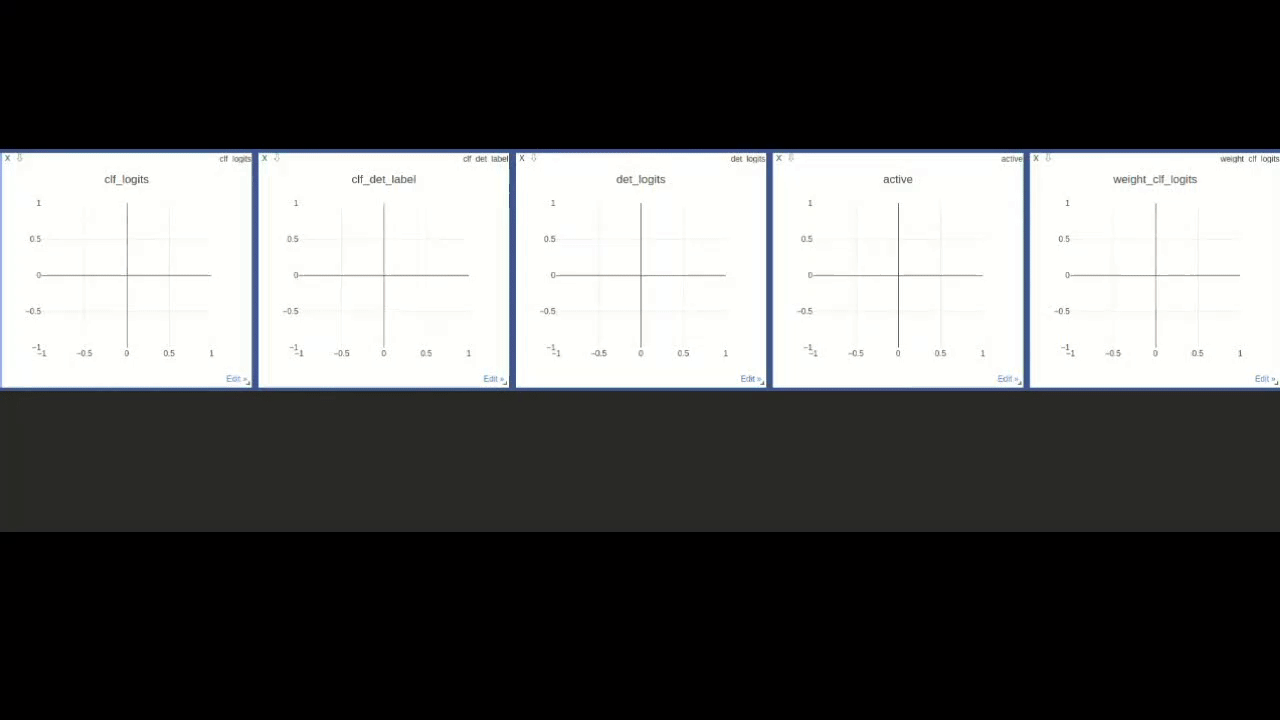 X clf_logits X clf_det_label X det_logits X active X weight_clf_logits
clf_logits clf_det_label det_logits active weight_clf_logits
1 1 1 1 1
0.5 0.5 0.5 0.5 0.5
0 0 0 0 0
−0.5 −0.5 −0.5 −0.5 −0.5
−1 −1 −1 −1 −1
−1 −0.5 0 0.5 1 −1 −0.5 0 0.5 1 −1 −0.5 0 0.5 1 −1 −0.5 0 0.5 1 −1 −0.5 0 0.5 1
Edit » Edit » Edit » Edit » Edit »